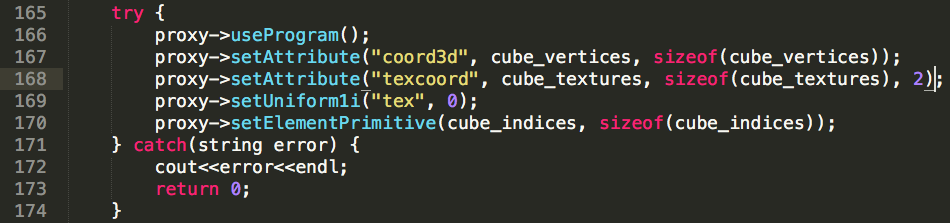 165     try {
166         proxy->useProgram();
167         proxy->setAttribute("coord3d", cube_vertices, sizeof(cube_vertices));
168         proxy->setAttribute("texcoord", cube_textures, sizeof(cube_textures), 2);
169         proxy->setUniform1i("tex", 0);
170         proxy->setElementPrimitive(cube_indices, sizeof(cube_indices));
171     } catch(string error) {
172         cout<<error<<endl;
173         return 0;
174     }